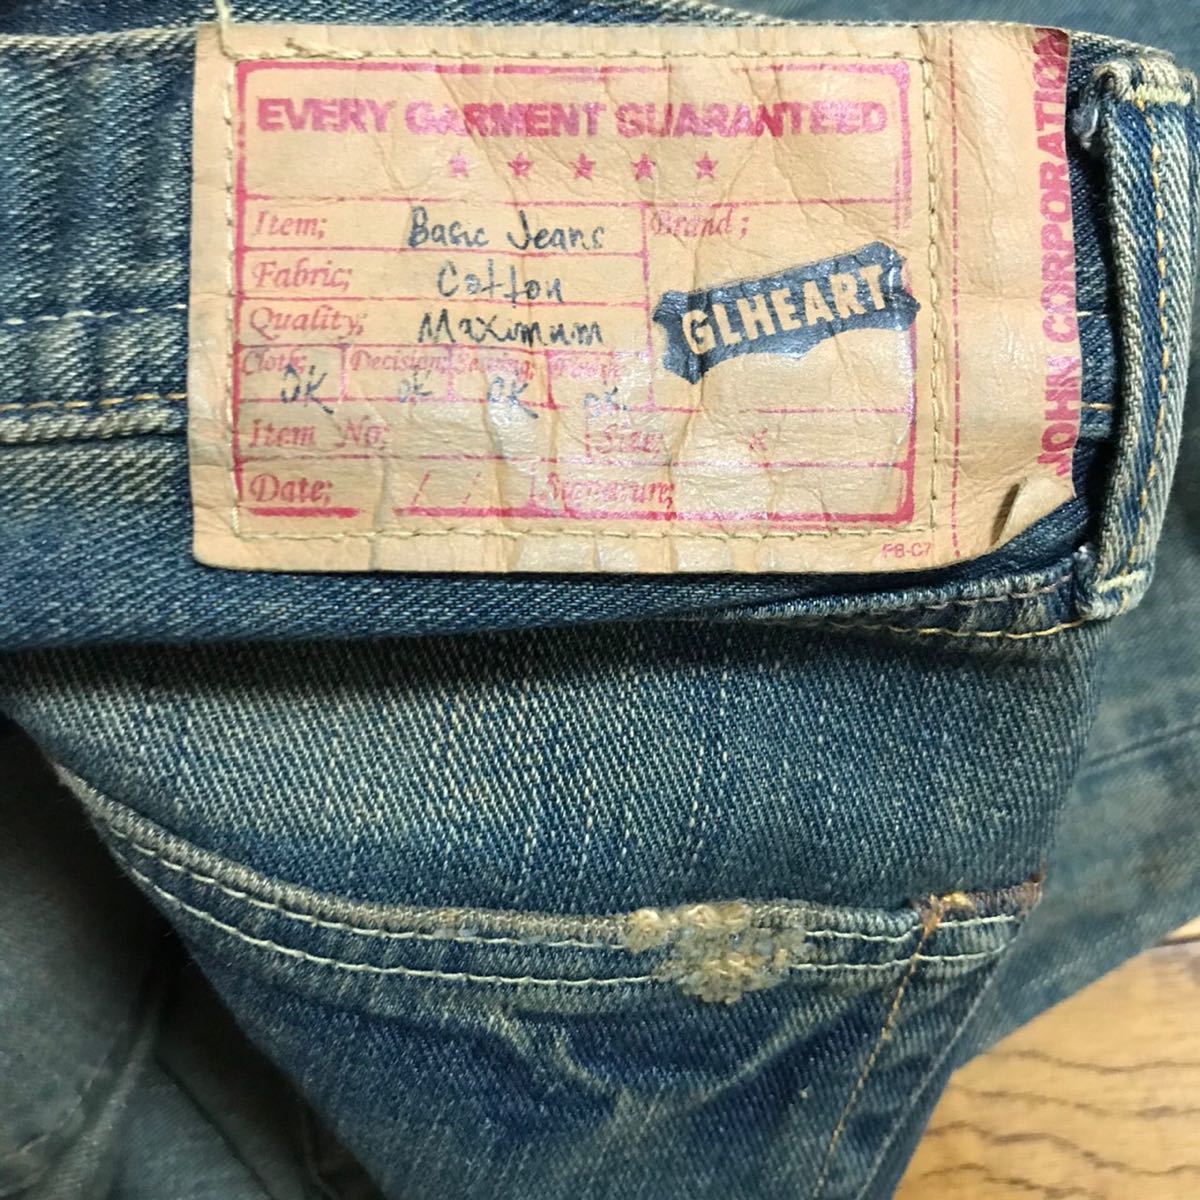 EVERY GARMENT GUARANTEED
Item; Basic Jeans Brand;
Fabric; Cotton
Quality; Maximum
GLHEART
Cloth; Decision; Sewing;
OK OK OK OK
Item No; Size;
Date; / / Signature;
PB-C7
JOHN CORPORATION